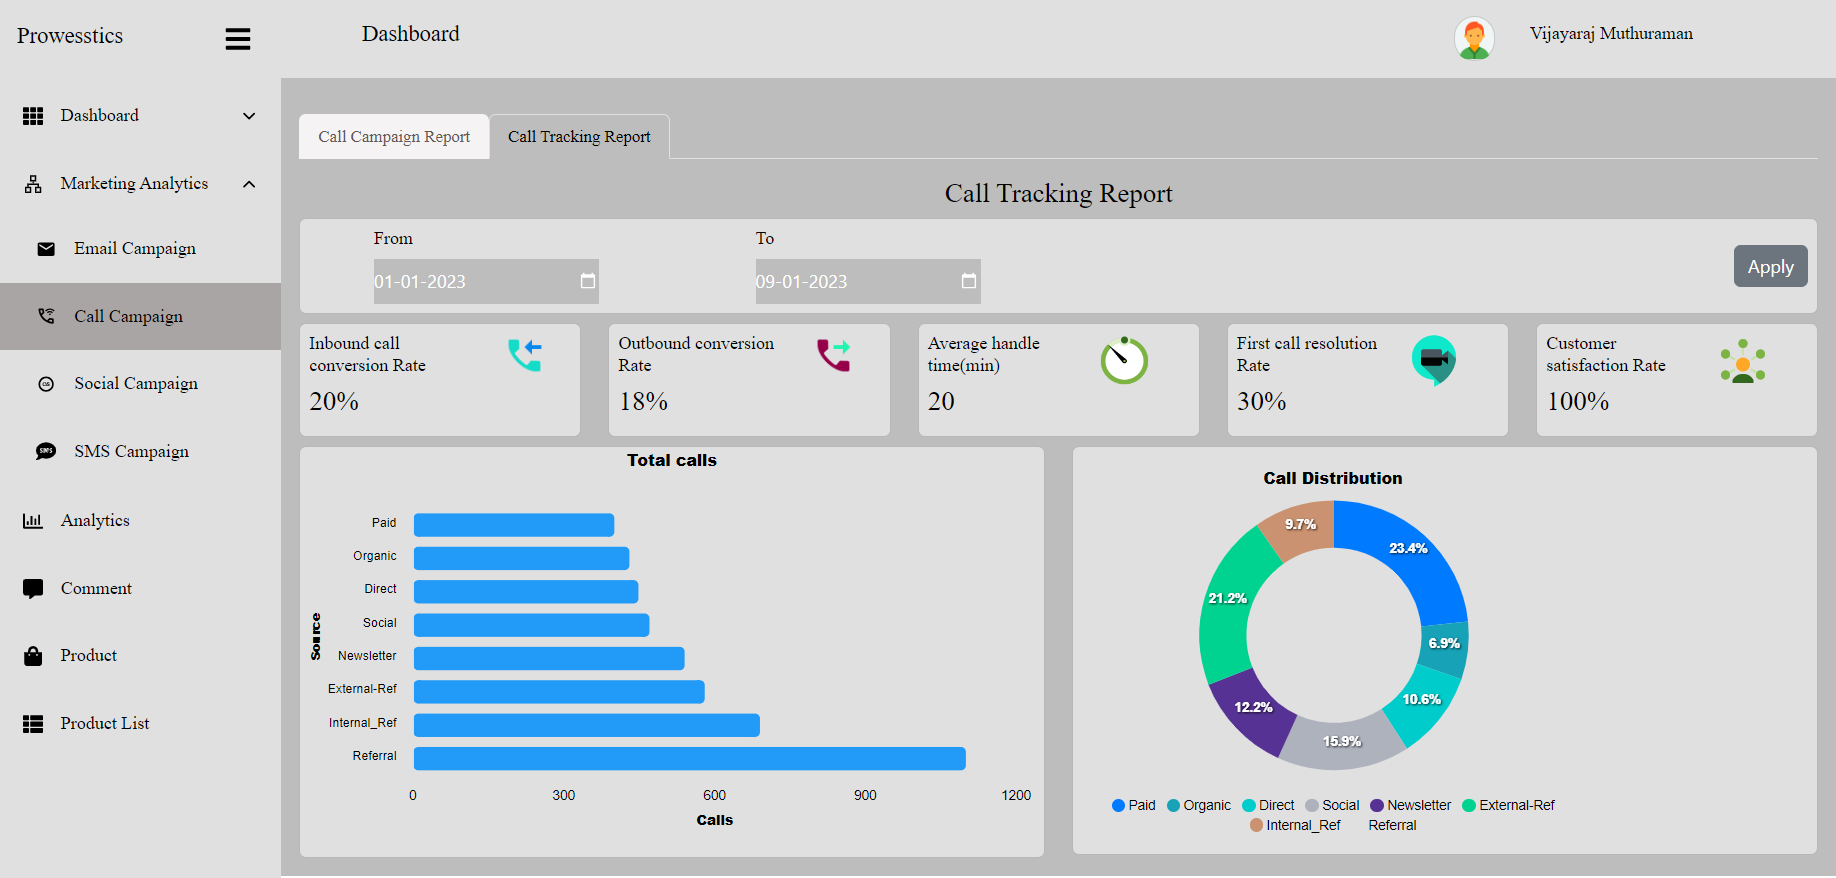 Prowesstics
Dashboard
Vijayaraj Muthuraman
Dashboard
Marketing Analytics
Email Campaign
Call Campaign
Social Campaign
SMS Campaign
Analytics
Comment
Product
Product List
Call Campaign Report
Call Tracking Report
Call Tracking Report
From
To
01-01-2023
09-01-2023
Apply
Inbound call
conversion Rate
20%
Outbound conversion
Rate
18%
Average handle
time(min)
20
First call resolution
Rate
30%
Customer
satisfaction Rate
100%
Total calls
Source
Paid
Organic
Direct
Social
Newsletter
External-Ref
Internal_Ref
Referral
0 300 600 900 1200
Calls
Call Distribution
9.7%
23.4%
21.2%
6.9%
10.6%
12.2%
15.9%
Paid Organic Direct Social Newsletter External-Ref
Internal_Ref Referral